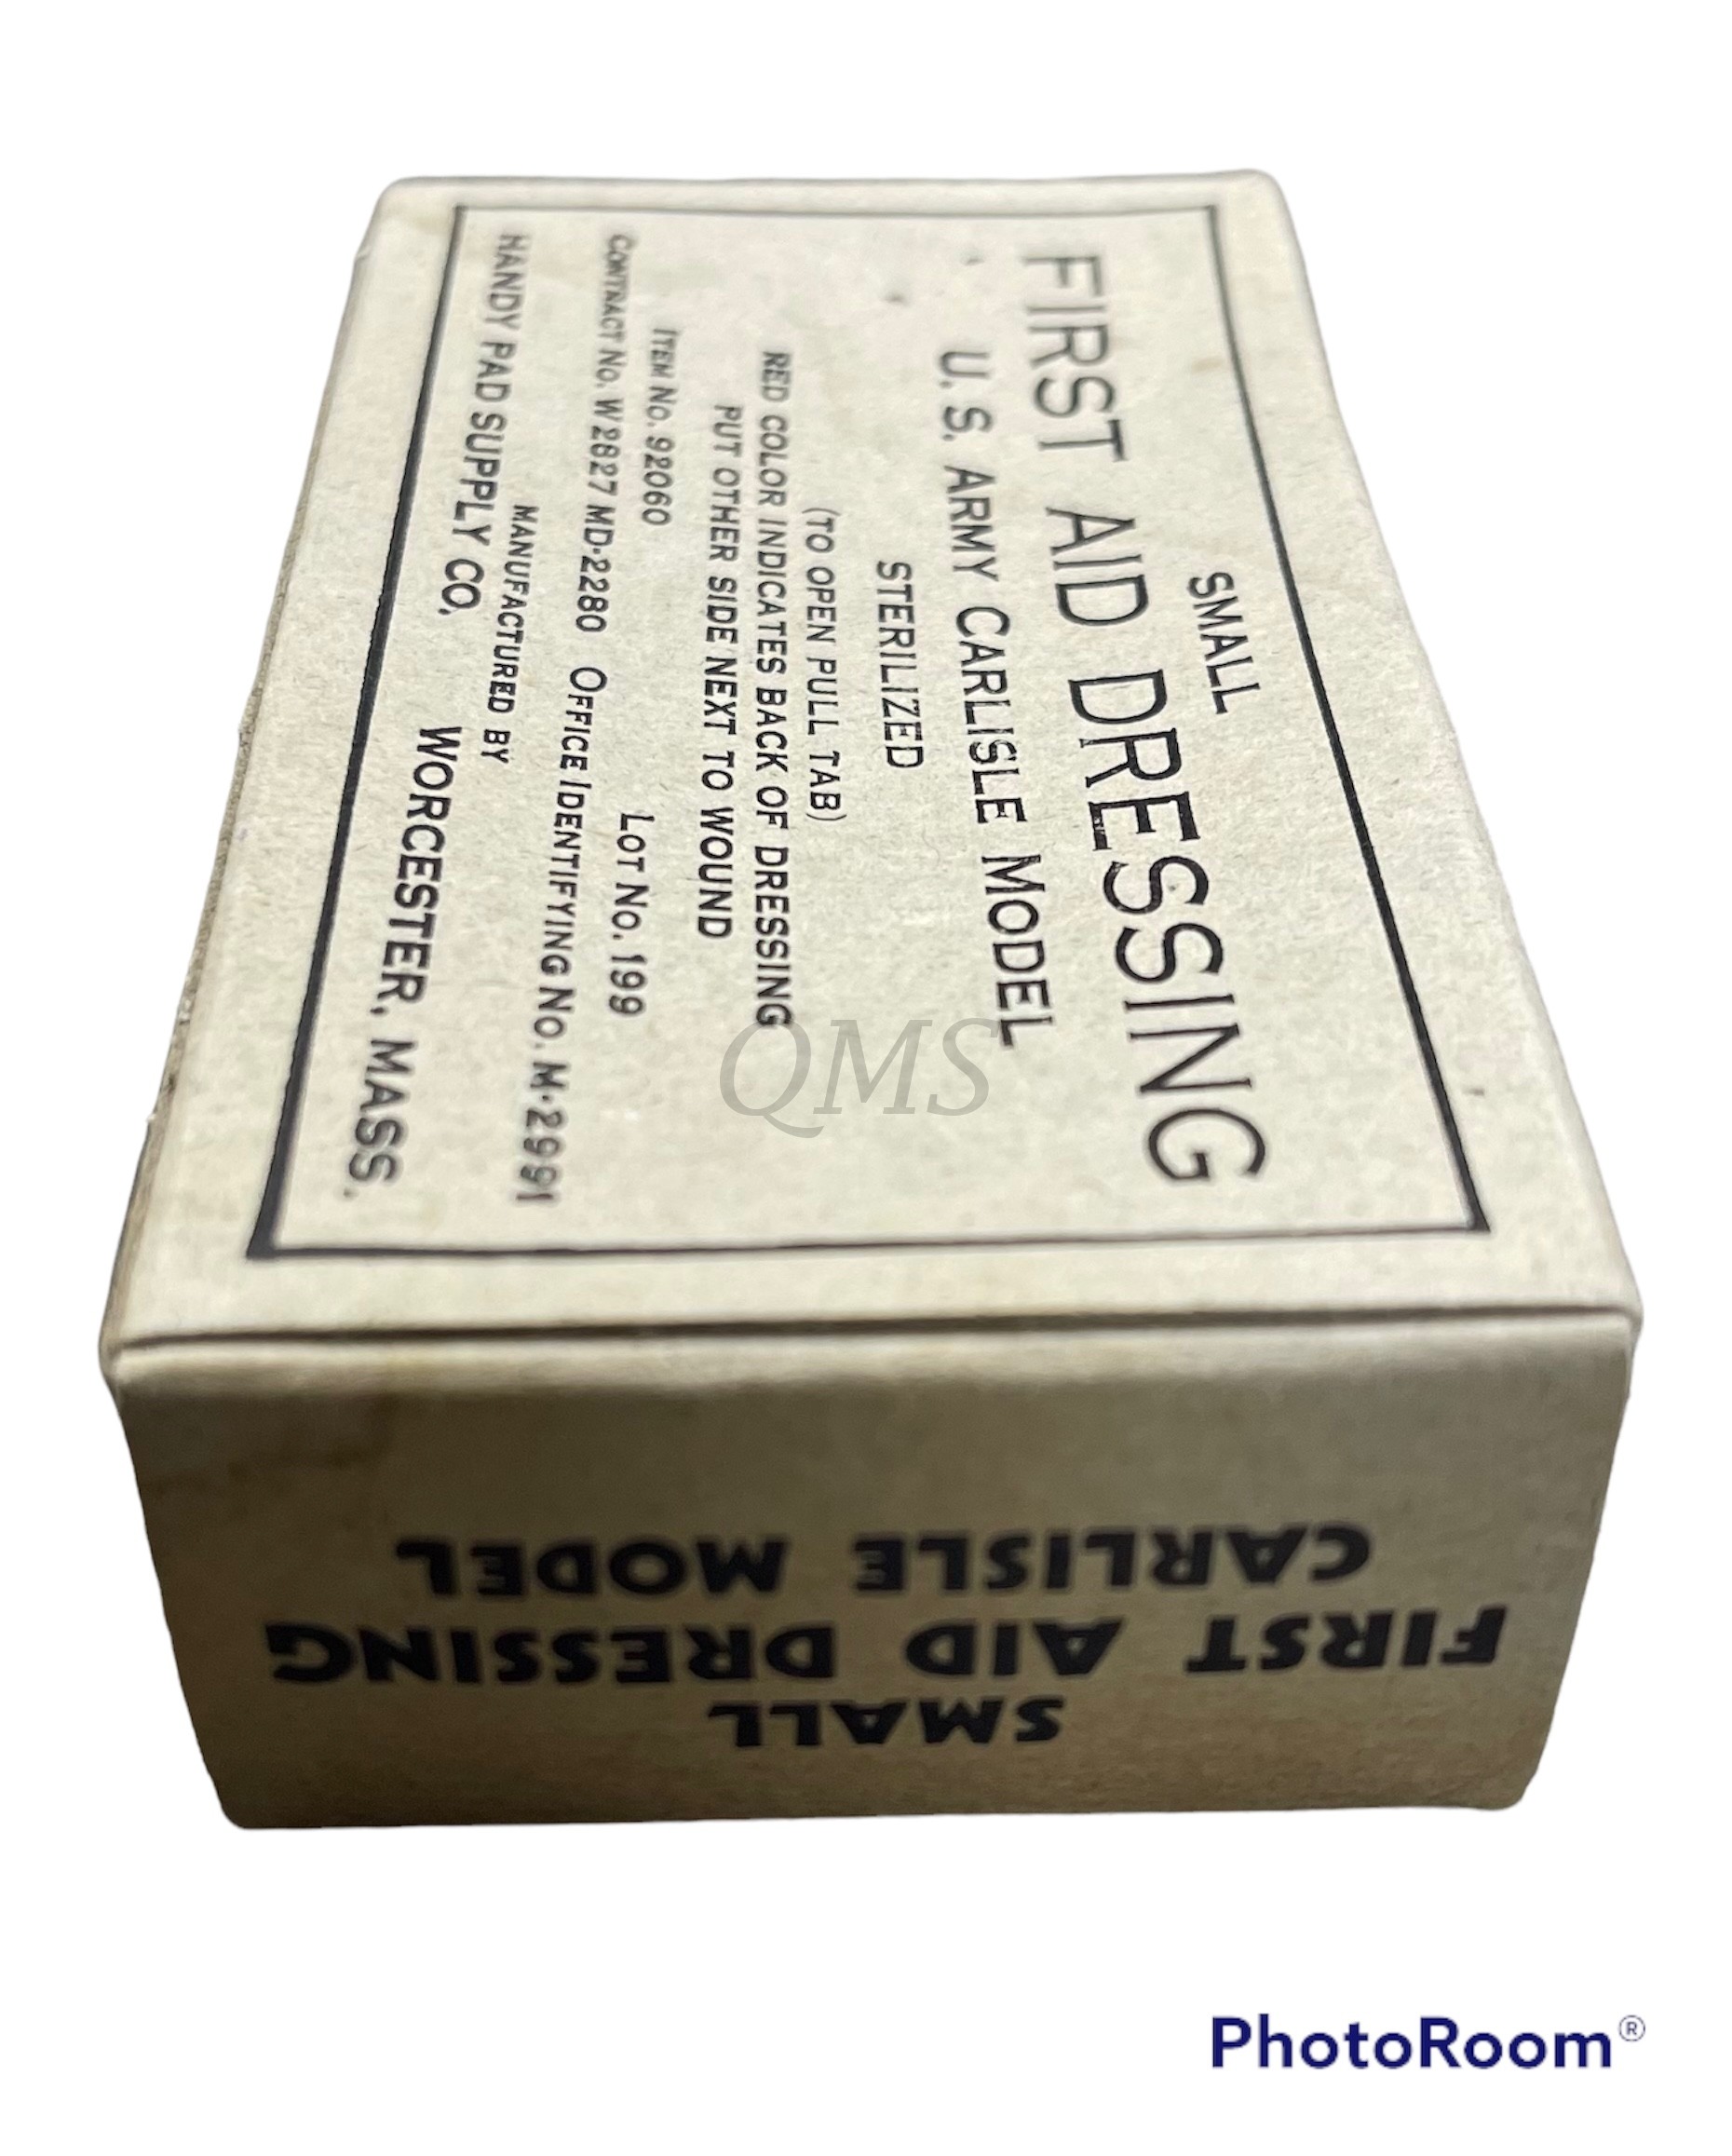 SMALL
FIRST AID DRESSING
U. S. ARMY CARLISLE MODEL
STERILIZED
(TO OPEN PULL TAB)
RED COLOR INDICATES BACK OF DRESSING
PUT OTHER SIDE NEXT TO WOUND
ITEM NO. 92060 LOT NO. 199
CONTRACT NO. W 2827 MD-2280 OFFICE IDENTIFYING NO. M-2991
MANUFACTURED BY
HANDY PAD SUPPLY CO. WORCESTER, MASS.
QMS
SMALL
FIRST AID DRESSING
CARLISLE MODEL
PhotoRoom®